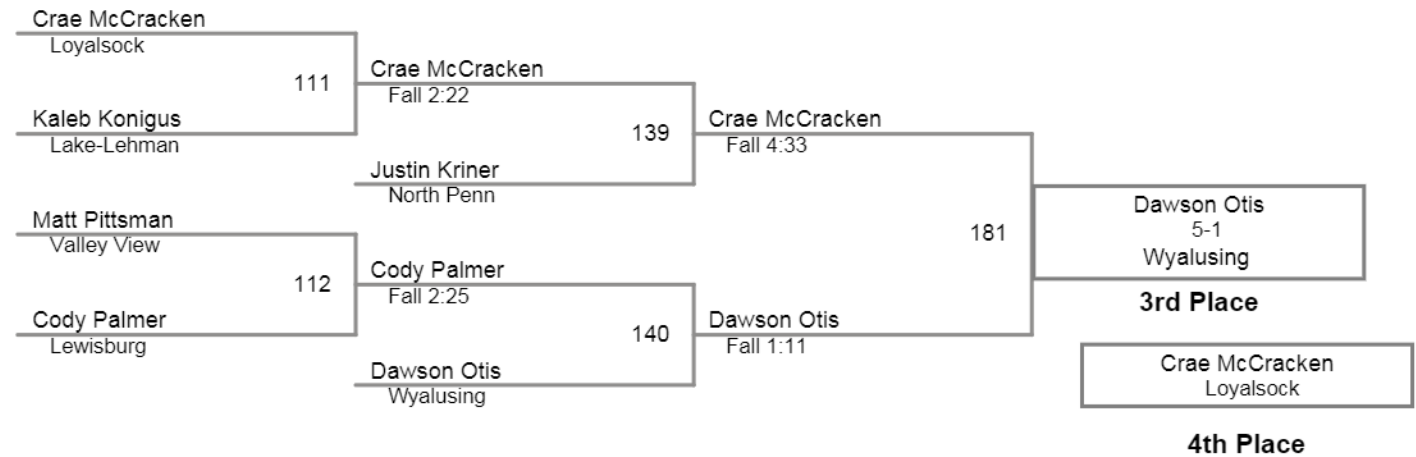 Crae McCracken
Loyalsock
111
Kaleb Konigus
Lake-Lehman
Matt Pittsman
Valley View
112
Cody Palmer
Lewisburg
Crae McCracken
Fall 2:22
139
Justin Kriner
North Penn
Cody Palmer
Fall 2:25
140
Dawson Otis
Wyalusing
Crae McCracken
Fall 4:33
181
Dawson Otis
Fall 1:11
Dawson Otis
5-1
Wyalusing
3rd Place
Crae McCracken
Loyalsock
4th Place